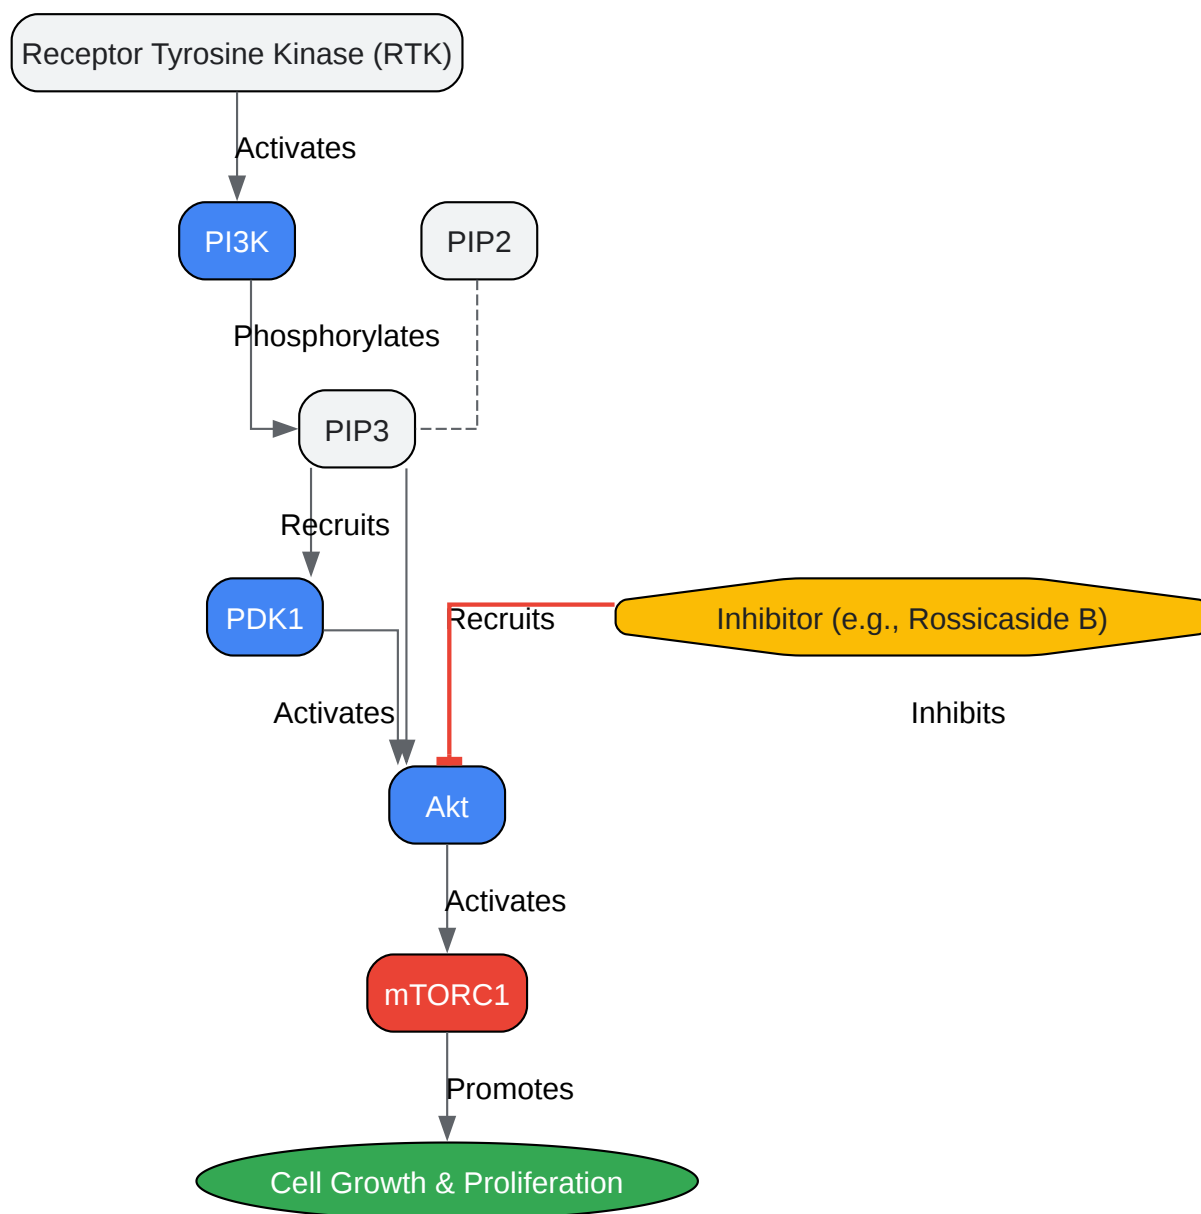 Receptor Tyrosine Kinase (RTK)
Activates
PI3K
PIP2
Phosphorylates
PIP3
Recruits
PDK1
Recruits
Inhibitor (e.g., Rossicaside B)
Activates
Inhibits
Akt
Activates
mTORC1
Promotes
Cell Growth & Proliferation